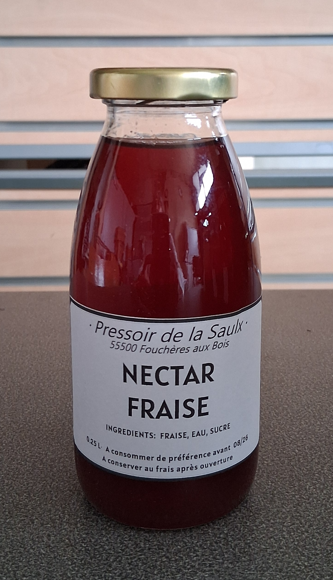 · Pressoir de la Saulx ·
55500 Fouchères aux Bois
NECTAR
FRAISE
INGREDIENTS: FRAISE, EAU, SUCRE
0.25 L A consommer de préférence avant 08/26
A conserver au frais après ouverture